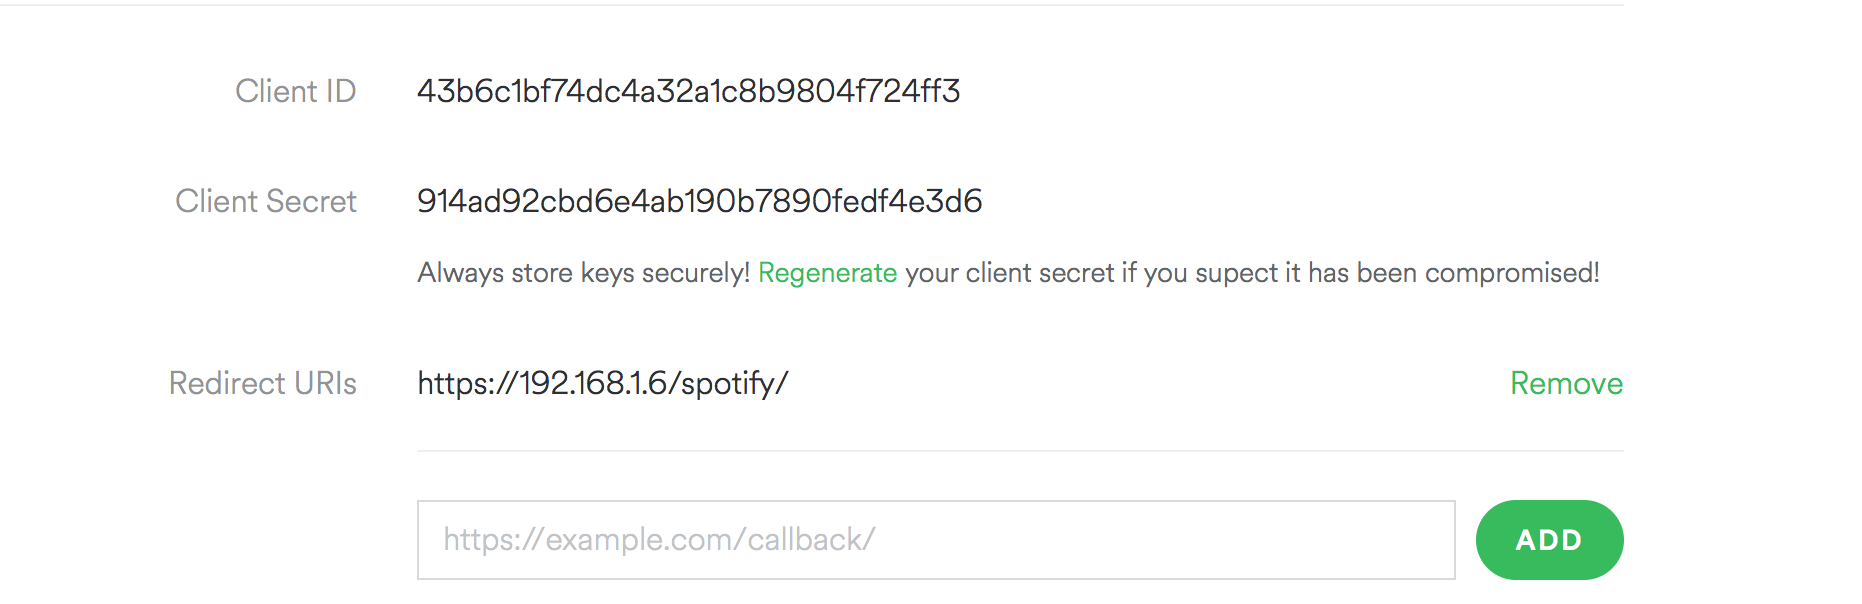 Client ID 43b6c1bf74dc4a32a1c8b9804f724ff3
Client Secret 914ad92cbd6e4ab190b7890fedf4e3d6
Always store keys securely! Regenerate your client secret if you supect it has been compromised!
Redirect URIs https://192.168.1.6/spotify/ Remove
https://example.com/callback/ ADD